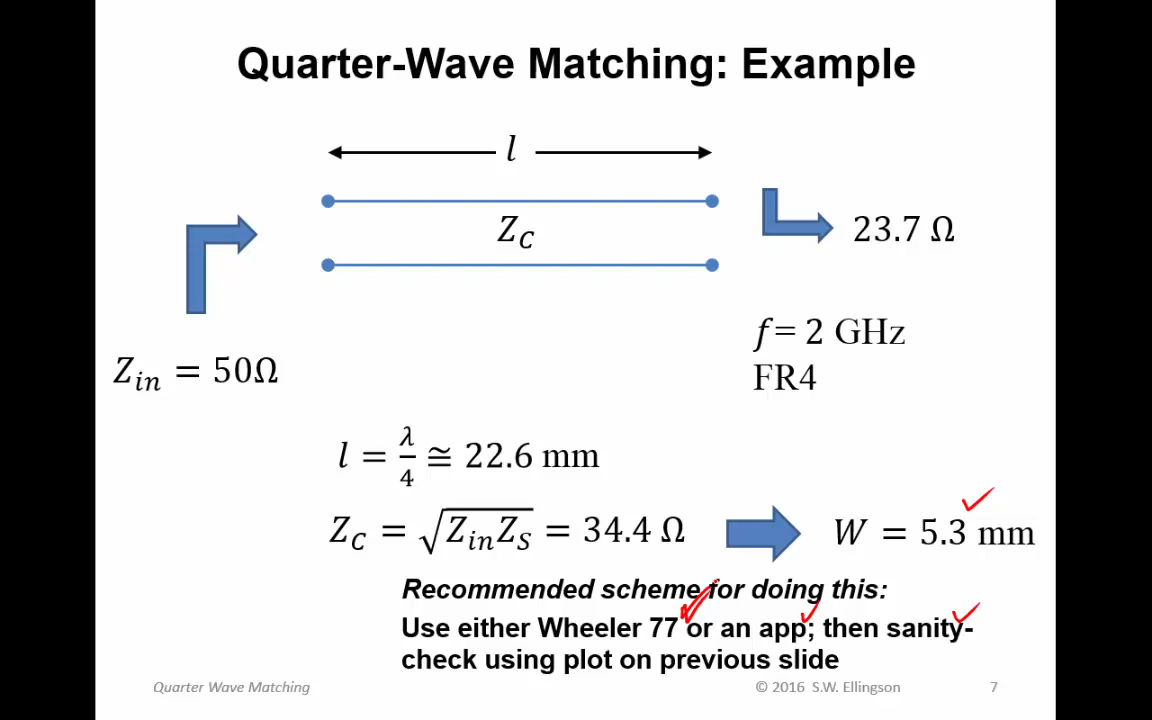 Quarter-Wave Matching: Example
l
Z_C
23.7 Ω
f = 2 GHz
Z_in = 50Ω
FR4
l = λ/4 ≅ 22.6 mm
Z_C = √(Z_in Z_S) = 34.4 Ω
W = 5.3 mm
Recommended scheme for doing this:
Use either Wheeler 77 or an app; then sanity-
check using plot on previous slide
Quarter Wave Matching
© 2016 S.W. Ellingson
7